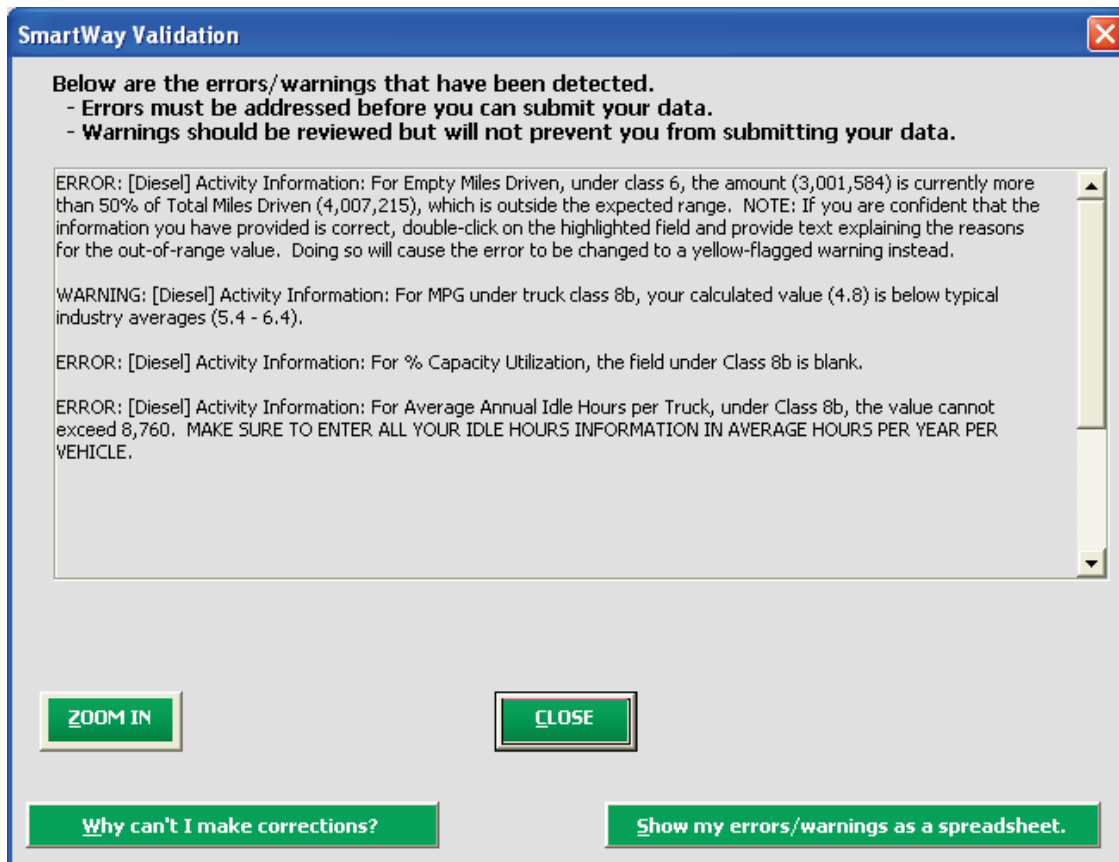 SmartWay Validation
Below are the errors/warnings that have been detected.
- Errors must be addressed before you can submit your data.
- Warnings should be reviewed but will not prevent you from submitting your data.
ERROR: [Diesel] Activity Information: For Empty Miles Driven, under class 6, the amount (3,001,584) is currently more
than 50% of Total Miles Driven (4,007,215), which is outside the expected range.  NOTE: If you are confident that the
information you have provided is correct, double-click on the highlighted field and provide text explaining the reasons
for the out-of-range value.  Doing so will cause the error to be changed to a yellow-flagged warning instead.
WARNING: [Diesel] Activity Information: For MPG under truck class 8b, your calculated value (4.8) is below typical
industry averages (5.4 - 6.4).
ERROR: [Diesel] Activity Information: For % Capacity Utilization, the field under Class 8b is blank.
ERROR: [Diesel] Activity Information: For Average Annual Idle Hours per Truck, under Class 8b, the value cannot
exceed 8,760.  MAKE SURE TO ENTER ALL YOUR IDLE HOURS INFORMATION IN AVERAGE HOURS PER YEAR PER
VEHICLE.
ZOOM IN
CLOSE
Why can't I make corrections?
Show my errors/warnings as a spreadsheet.